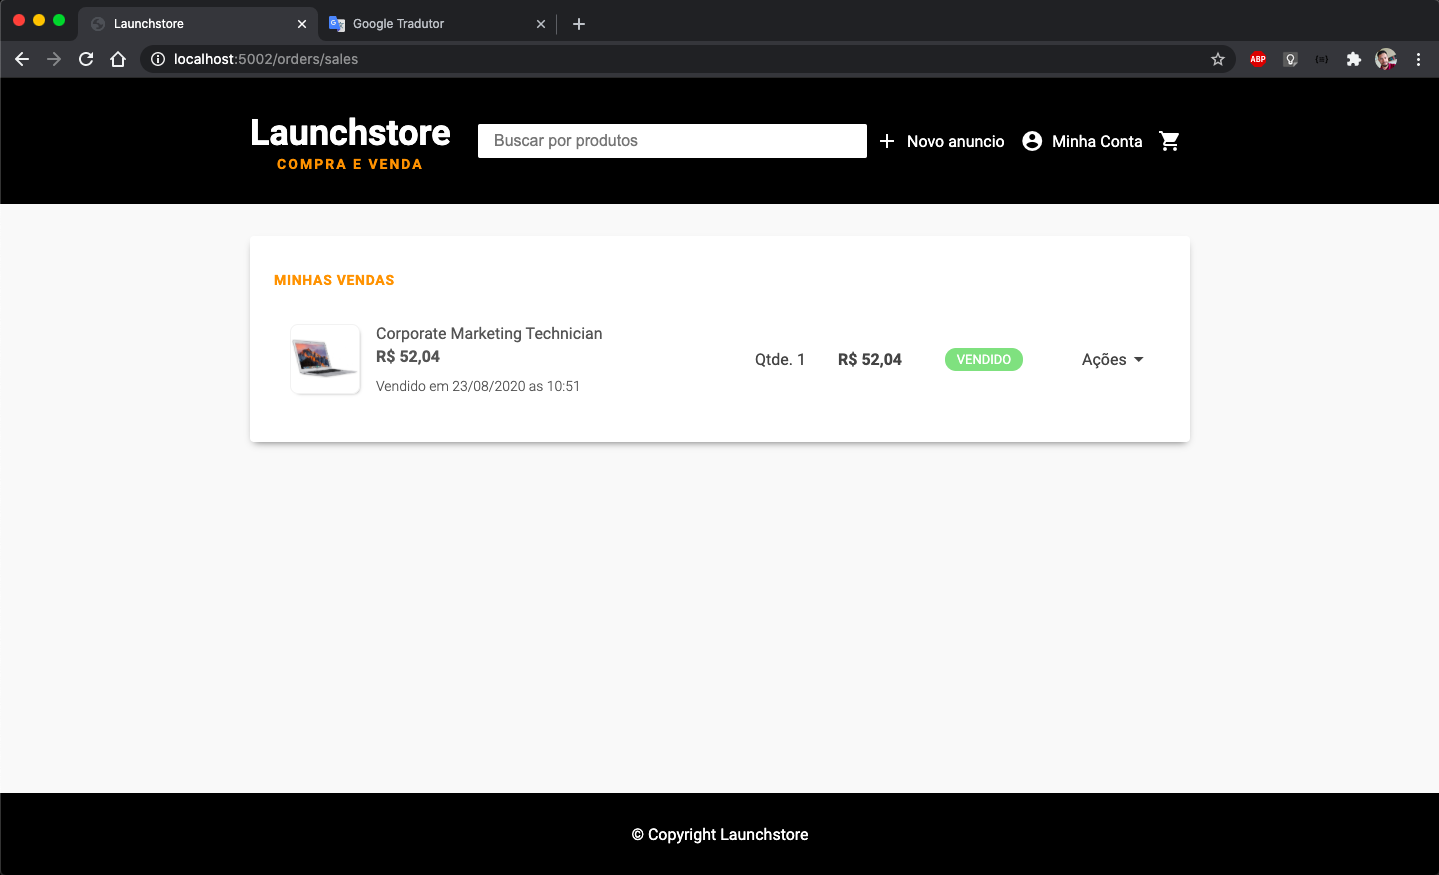 Launchstore
Google Tradutor
localhost:5002/orders/sales
ABP
Launchstore
COMPRA E VENDA
Buscar por produtos
Novo anuncio
Minha Conta
MINHAS VENDAS
Corporate Marketing Technician
R$ 52,04
Vendido em 23/08/2020 as 10:51
Qtde. 1
R$ 52,04
VENDIDO
Ações
© Copyright Launchstore